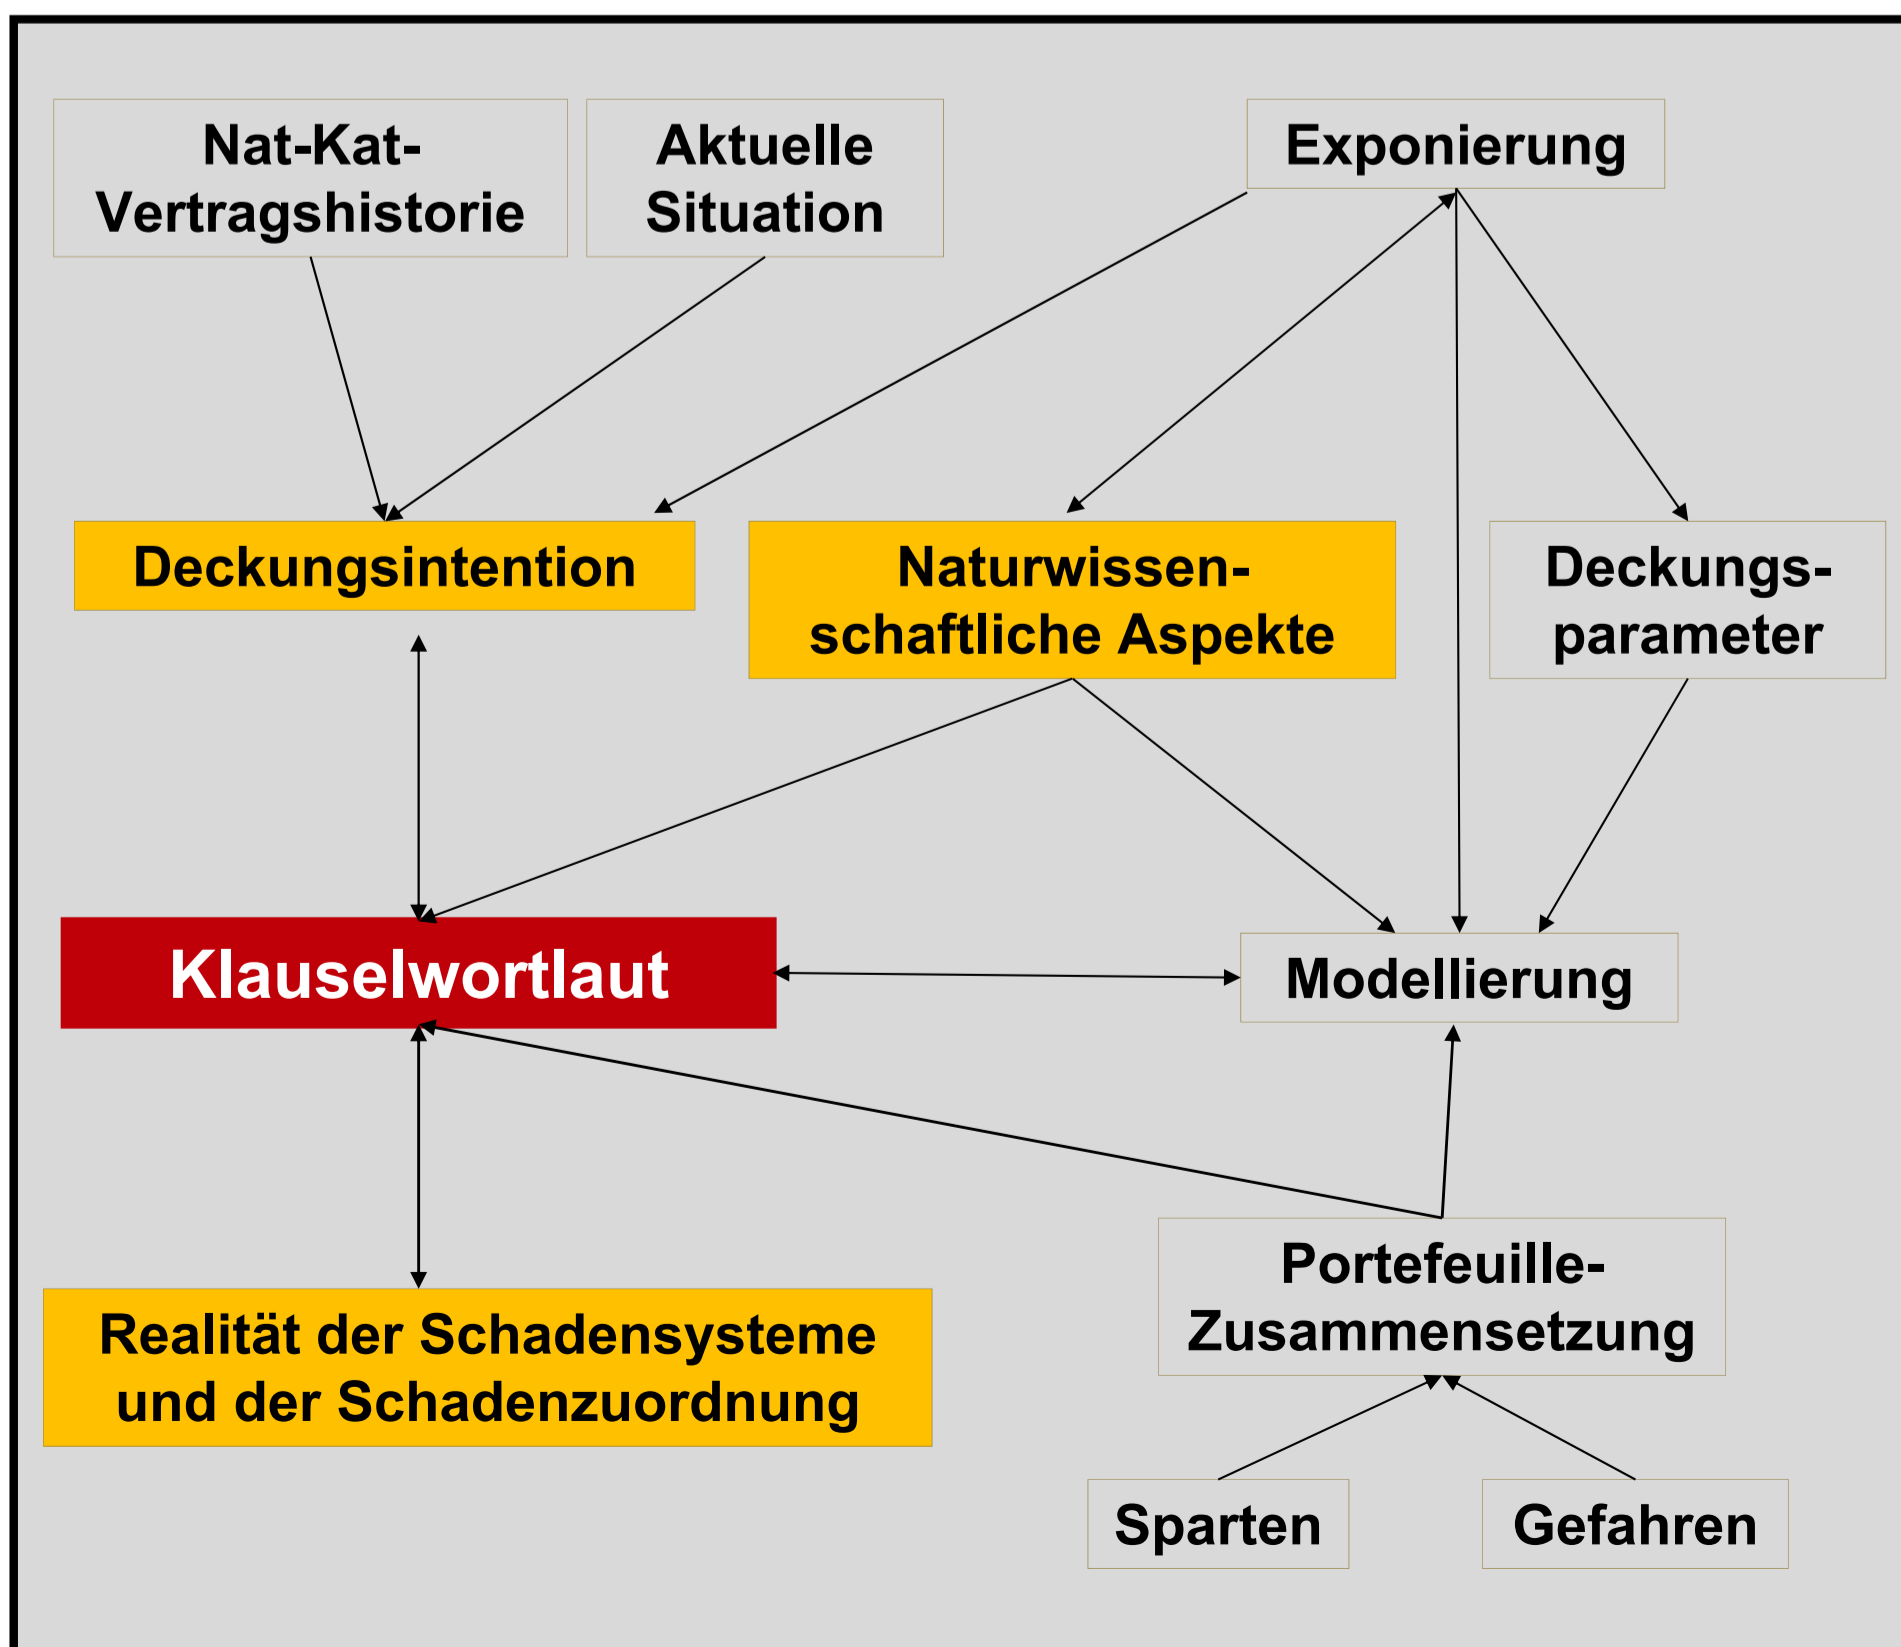 Nat-Kat-
Vertragshistorie
Aktuelle
Situation
Exponierung
Deckungsintention
Naturwissen-
schaftliche Aspekte
Deckungs-
parameter
Klauselwortlaut
Modellierung
Realität der Schadensysteme
und der Schadenzuordnung
Portefeuille-
Zusammensetzung
Sparten
Gefahren